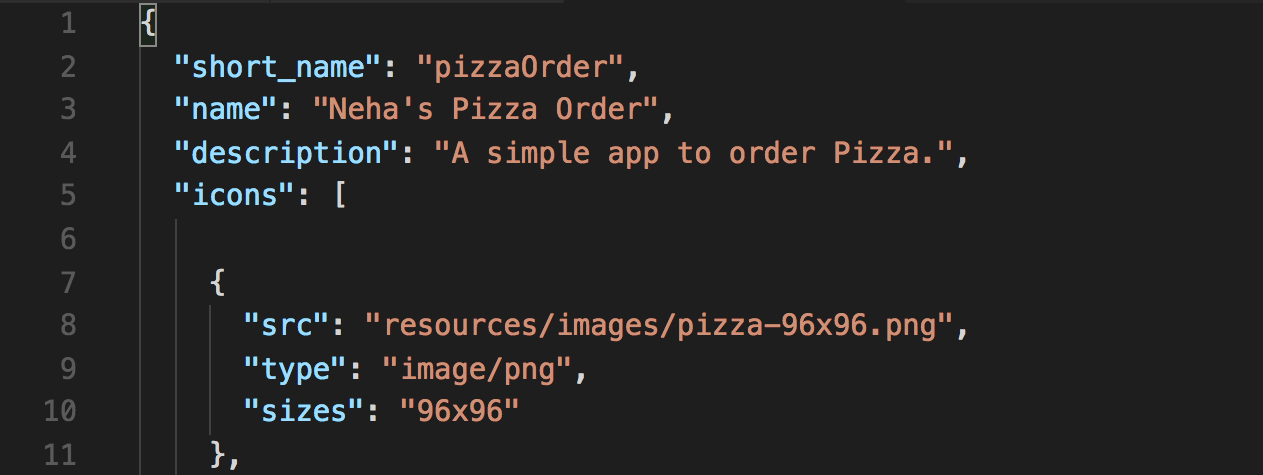 1 {
2 "short_name": "pizzaOrder",
3 "name": "Neha's Pizza Order",
4 "description": "A simple app to order Pizza.",
5 "icons": [
6
7 {
8 "src": "resources/images/pizza-96x96.png",
9 "type": "image/png",
10 "sizes": "96x96"
11 },